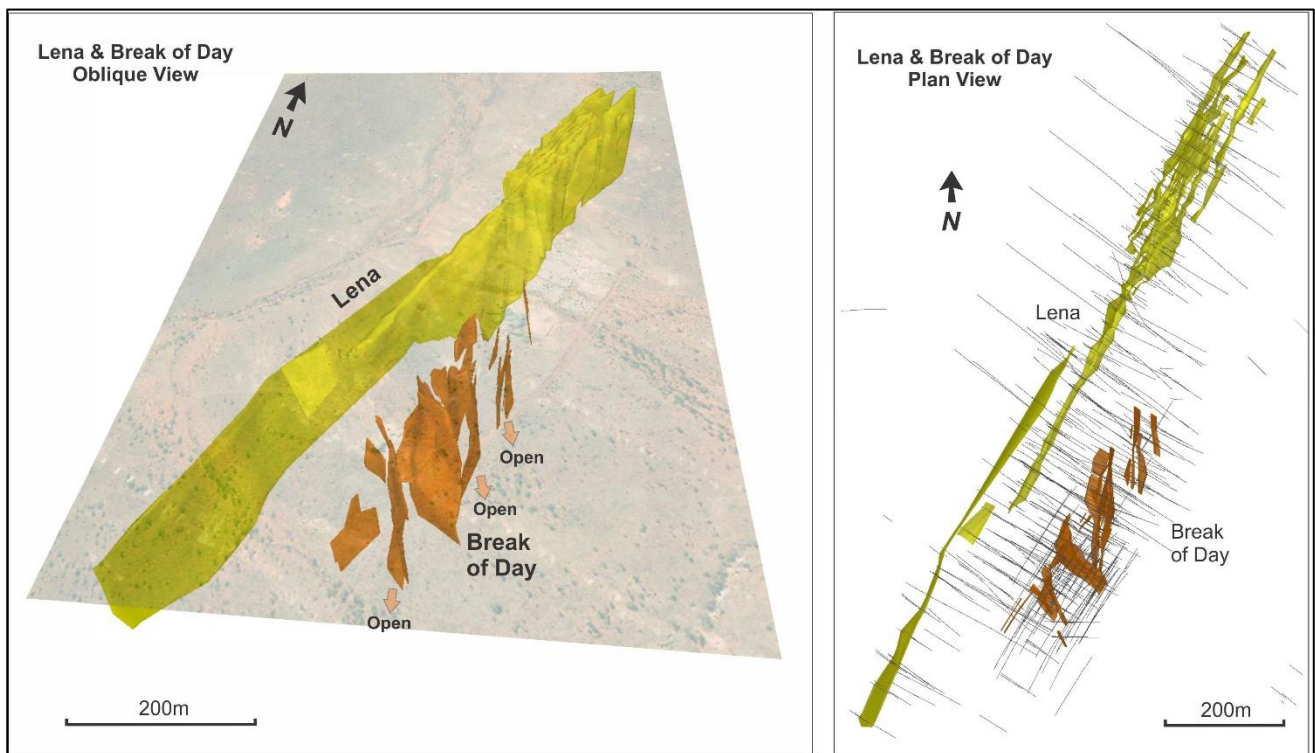 Lena & Break of Day
Oblique View
N
Lena
Open
Open
Break
of Day
Open
200m
Lena & Break of Day
Plan View
N
Lena
Break
of Day
200m